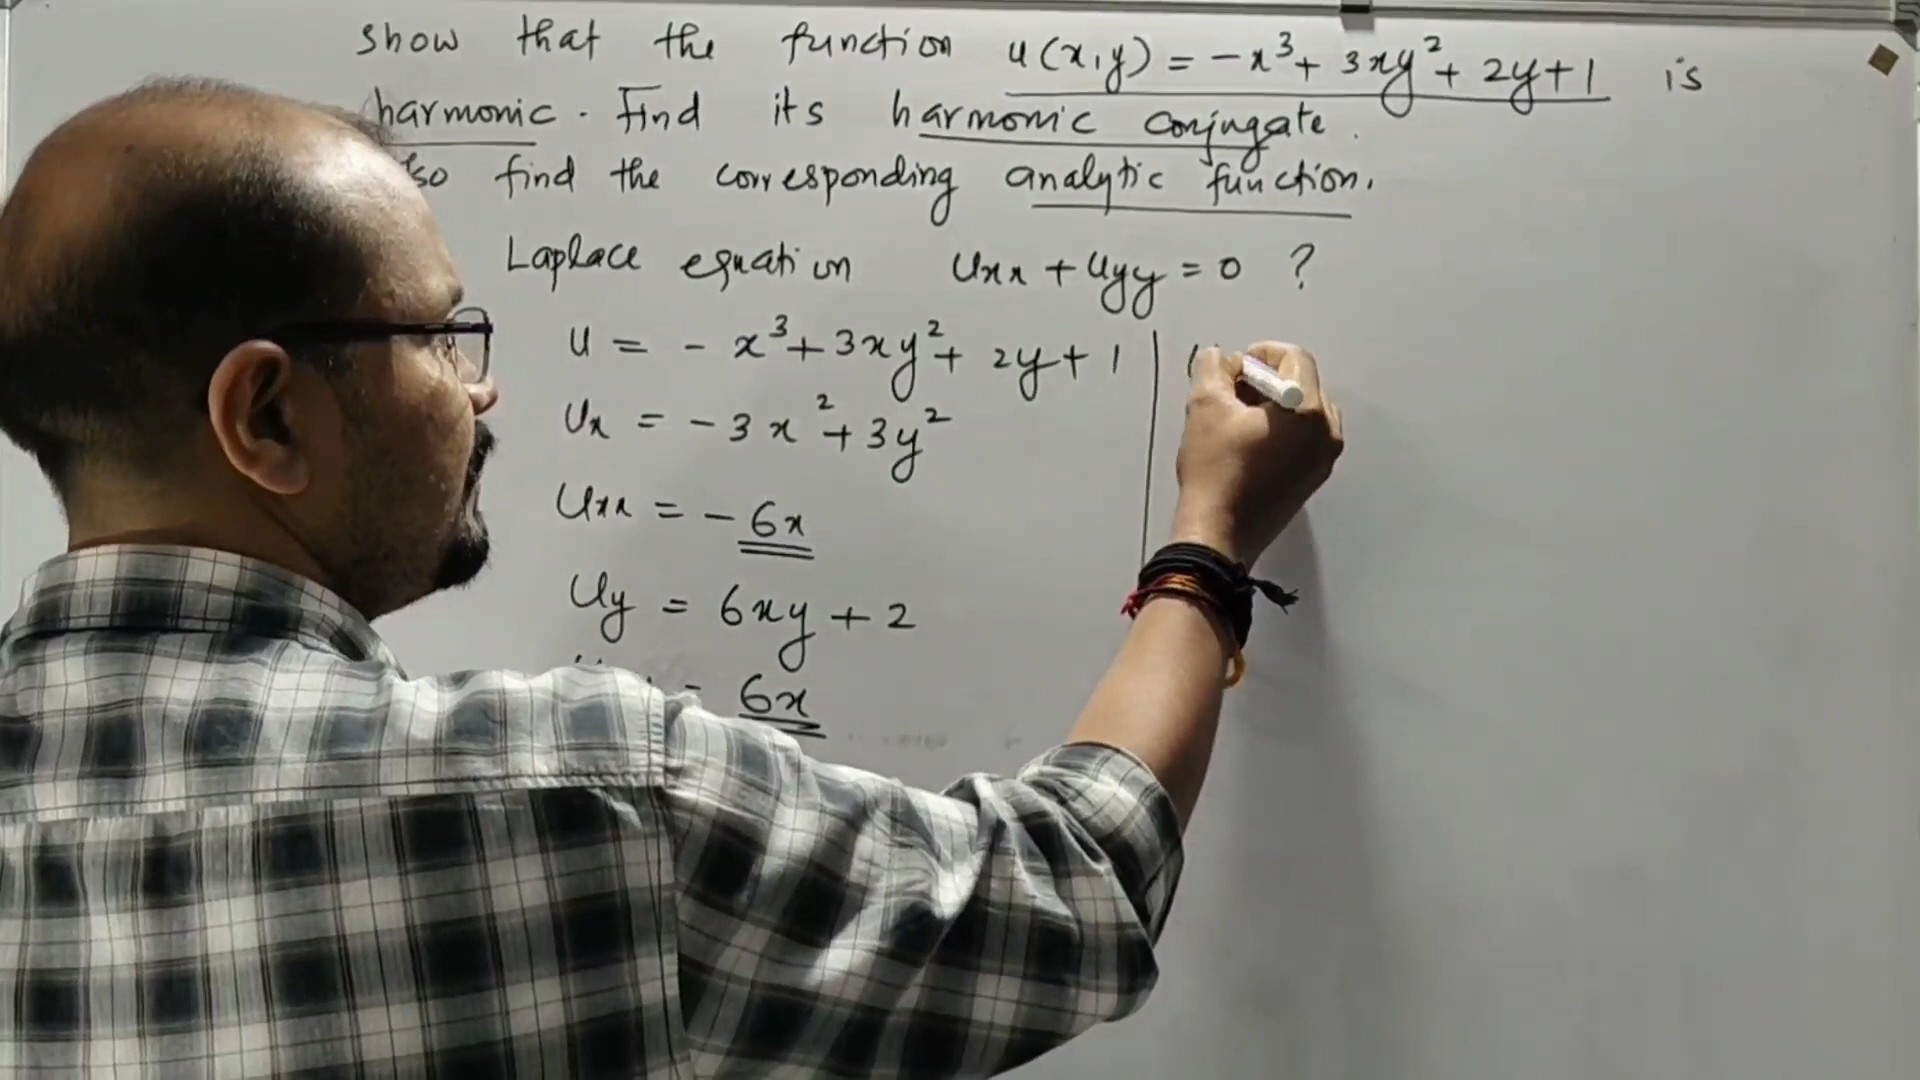 show that the function u(x,y) = -x³ + 3xy² + 2y + 1 is
harmonic. Find its harmonic conjugate.
find the corresponding analytic function.
Laplace equation Uxx + Uyy = 0 ?
U = - x³ + 3xy² + 2y + 1
Ux = - 3x² + 3y²
Uxx = - 6x
Uy = 6xy + 2
= 6x